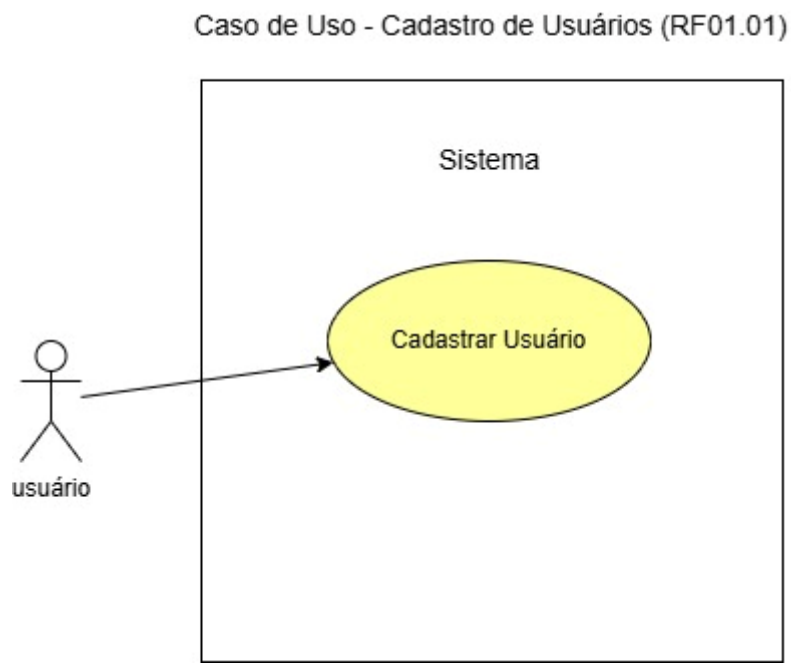 Caso de Uso - Cadastro de Usuários (RF01.01)
Sistema
Cadastrar Usuário
usuário